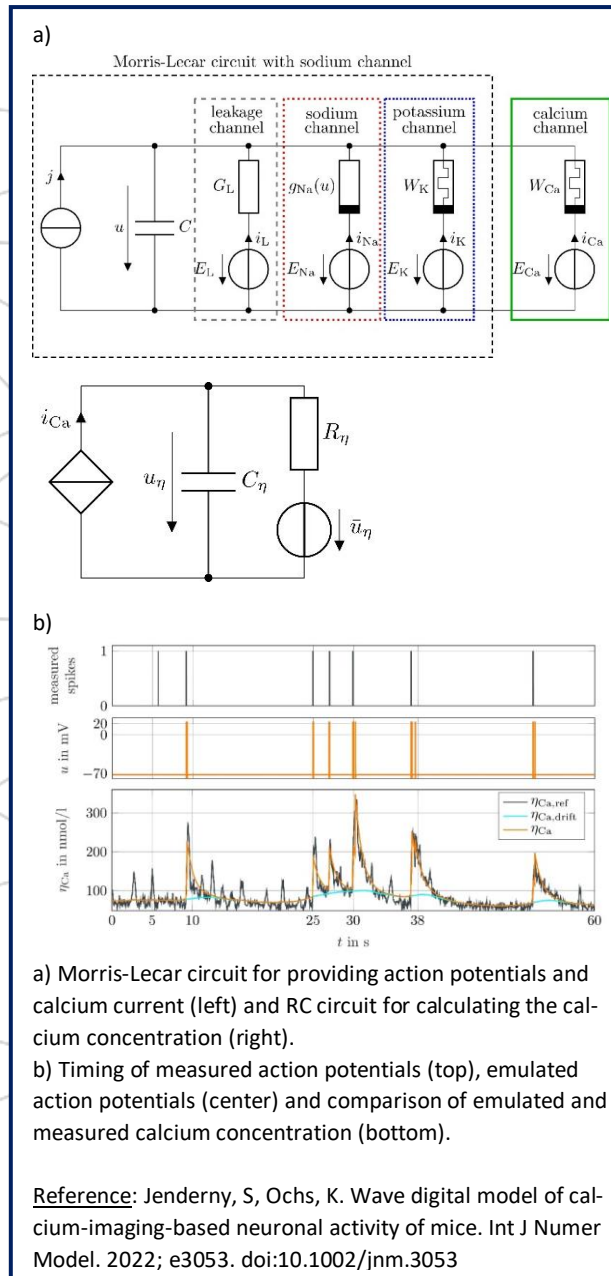 a)
Morris-Lecar circuit with sodium channel
leakage channel
sodium channel
potassium channel
calcium channel
j
u
C
G_L
g_Na(u)
W_K
W_Ca
i_L
i_Na
i_K
i_Ca
E_L
E_Na
E_K
E_Ca
i_Ca
u_η
C_η
R_η
ū_η
b)
measured spikes
1
0
u in mV
20
0
−70
η_Ca in nmol/l
300
200
100
η_Ca,ref
η_Ca,drift
η_Ca
0 5 10 25 30 38 60
t in s
a) Morris-Lecar circuit for providing action potentials and
calcium current (left) and RC circuit for calculating the cal-
cium concentration (right).
b) Timing of measured action potentials (top), emulated
action potentials (center) and comparison of emulated and
measured calcium concentration (bottom).
Reference: Jenderny, S, Ochs, K. Wave digital model of cal-
cium-imaging-based neuronal activity of mice. Int J Numer
Model. 2022; e3053. doi:10.1002/jnm.3053